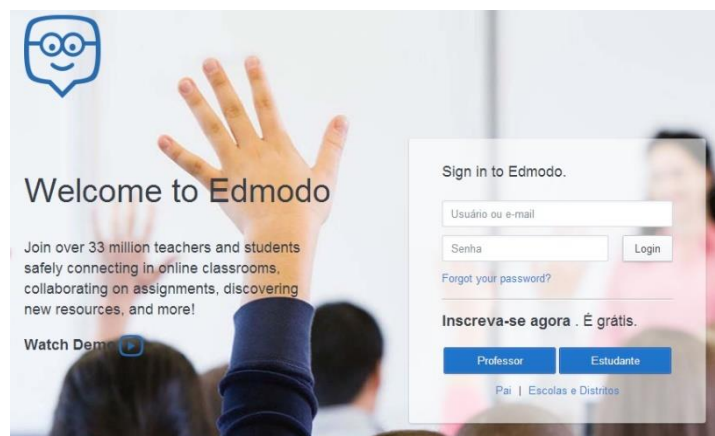 Welcome to Edmodo
Join over 33 million teachers and students
safely connecting in online classrooms,
collaborating on assignments, discovering
new resources, and more!
Watch Demo
Sign in to Edmodo.
Usuário ou e-mail
Senha
Login
Forgot your password?
Inscreva-se agora . É grátis.
Professor
Estudante
Pai | Escolas e Distritos